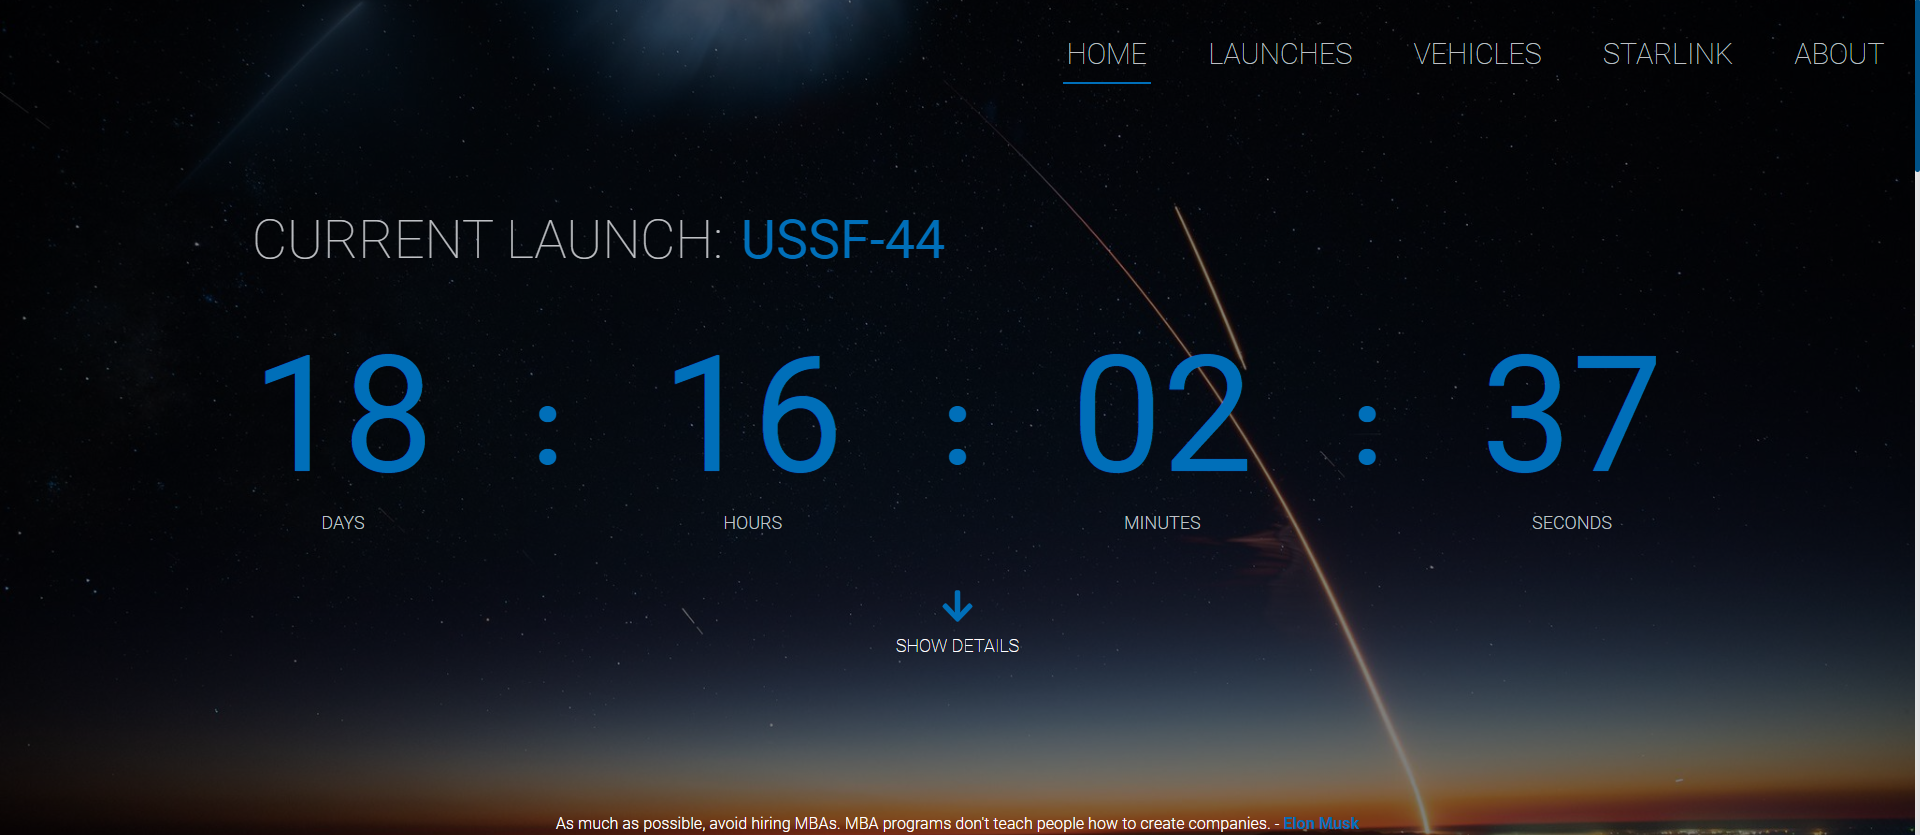 HOME LAUNCHES VEHICLES STARLINK ABOUT
CURRENT LAUNCH: USSF-44
18 : 16 : 02 : 37
DAYS HOURS MINUTES SECONDS
SHOW DETAILS
As much as possible, avoid hiring MBAs. MBA programs don't teach people how to create companies. - Elon Musk